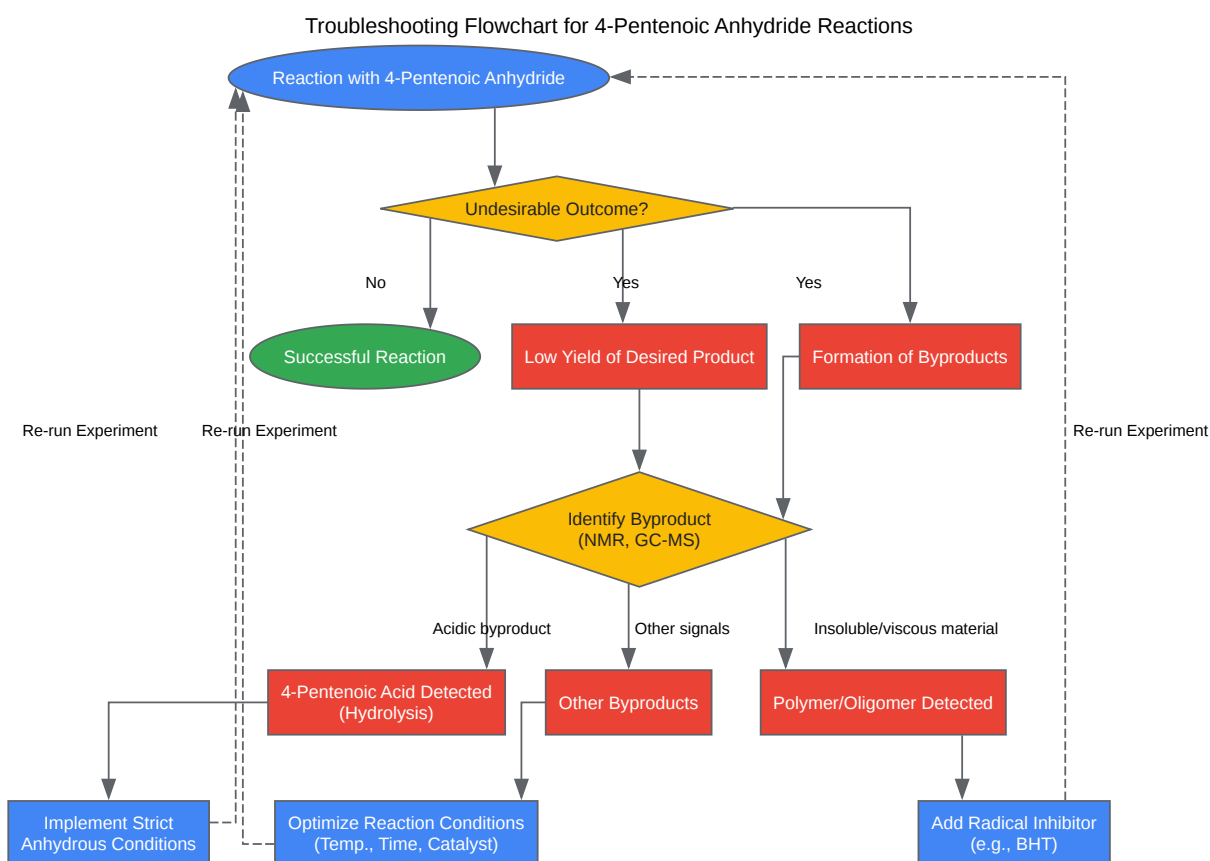 Troubleshooting Flowchart for 4-Pentenoic Anhydride Reactions
Reaction with 4-Pentenoic Anhydride
Undesirable Outcome?
No
Yes
Yes
Successful Reaction
Low Yield of Desired Product
Formation of Byproducts
Re-run Experiment
Re-run Experiment
Re-run Experiment
Identify Byproduct
(NMR, GC-MS)
Acidic byproduct
Other signals
Insoluble/viscous material
4-Pentenoic Acid Detected
(Hydrolysis)
Other Byproducts
Polymer/Oligomer Detected
Implement Strict
Anhydrous Conditions
Optimize Reaction Conditions
(Temp., Time, Catalyst)
Add Radical Inhibitor
(e.g., BHT)